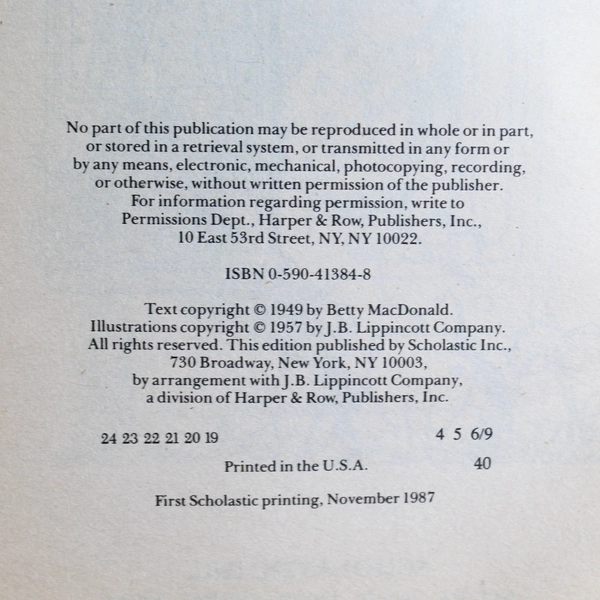 No part of this publication may be reproduced in whole or in part,
or stored in a retrieval system, or transmitted in any form or
by any means, electronic, mechanical, photocopying, recording,
or otherwise, without written permission of the publisher.
For information regarding permission, write to
Permissions Dept., Harper & Row, Publishers, Inc.,
10 East 53rd Street, NY, NY 10022.
ISBN 0-590-41384-8
Text copyright © 1949 by Betty MacDonald.
Illustrations copyright © 1957 by J.B. Lippincott Company.
All rights reserved. This edition published by Scholastic Inc.,
730 Broadway, New York, NY 10003,
by arrangement with J.B. Lippincott Company,
a division of Harper & Row, Publishers, Inc.
24 23 22 21 20 19 4 5 6/9
Printed in the U.S.A. 40
First Scholastic printing, November 1987